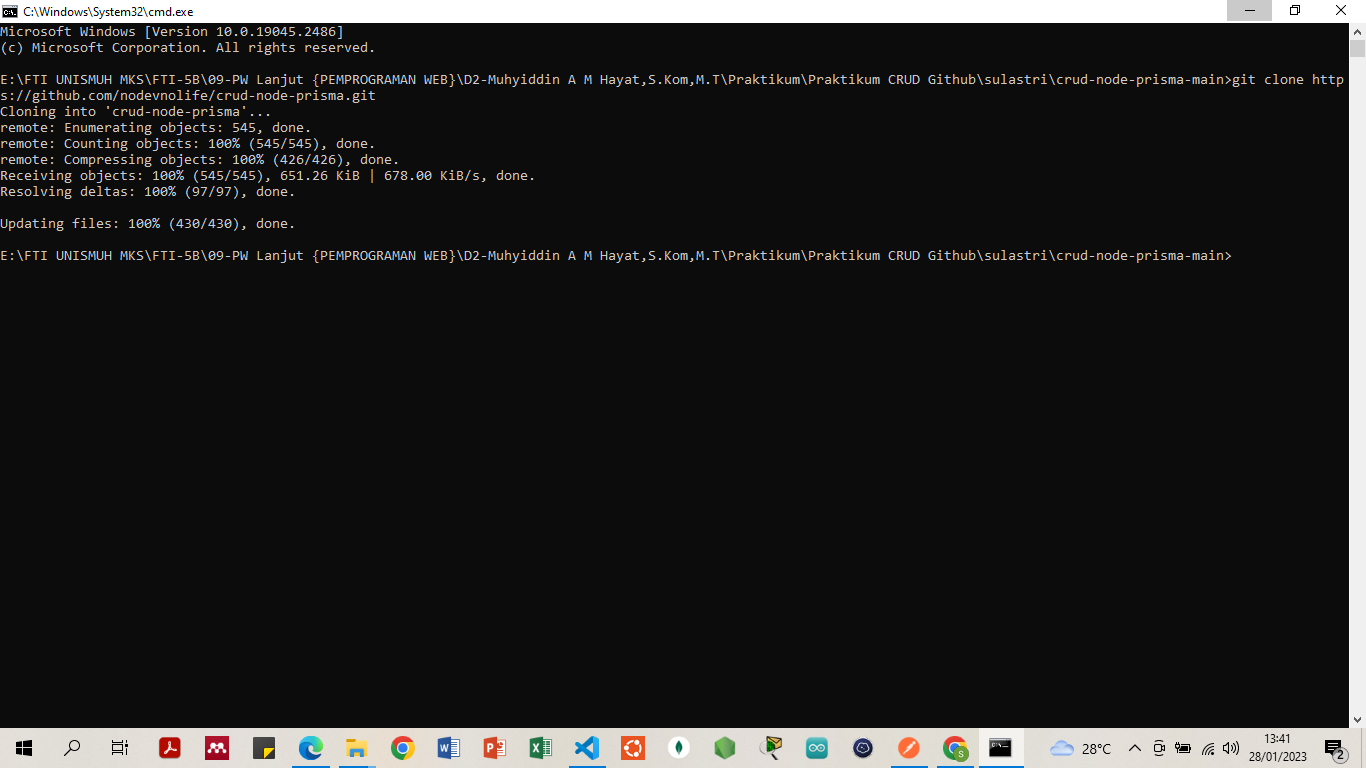 C:\Windows\System32\cmd.exe
Microsoft Windows [Version 10.0.19045.2486]
(c) Microsoft Corporation. All rights reserved.
E:\FTI UNISMUH MKS\FTI-5B\09-PW Lanjut {PEMPROGRAMAN WEB}\D2-Muhyiddin A M Hayat,S.Kom,M.T\Praktikum\Praktikum CRUD Github\sulastri\crud-node-prisma-main>git clone http
s://github.com/nodevnolife/crud-node-prisma.git
Cloning into 'crud-node-prisma'...
remote: Enumerating objects: 545, done.
remote: Counting objects: 100% (545/545), done.
remote: Compressing objects: 100% (426/426), done.
Receiving objects: 100% (545/545), 651.26 KiB | 678.00 KiB/s, done.
Resolving deltas: 100% (97/97), done.
Updating files: 100% (430/430), done.
E:\FTI UNISMUH MKS\FTI-5B\09-PW Lanjut {PEMPROGRAMAN WEB}\D2-Muhyiddin A M Hayat,S.Kom,M.T\Praktikum\Praktikum CRUD Github\sulastri\crud-node-prisma-main>
28°C
13:41
28/01/2023
2